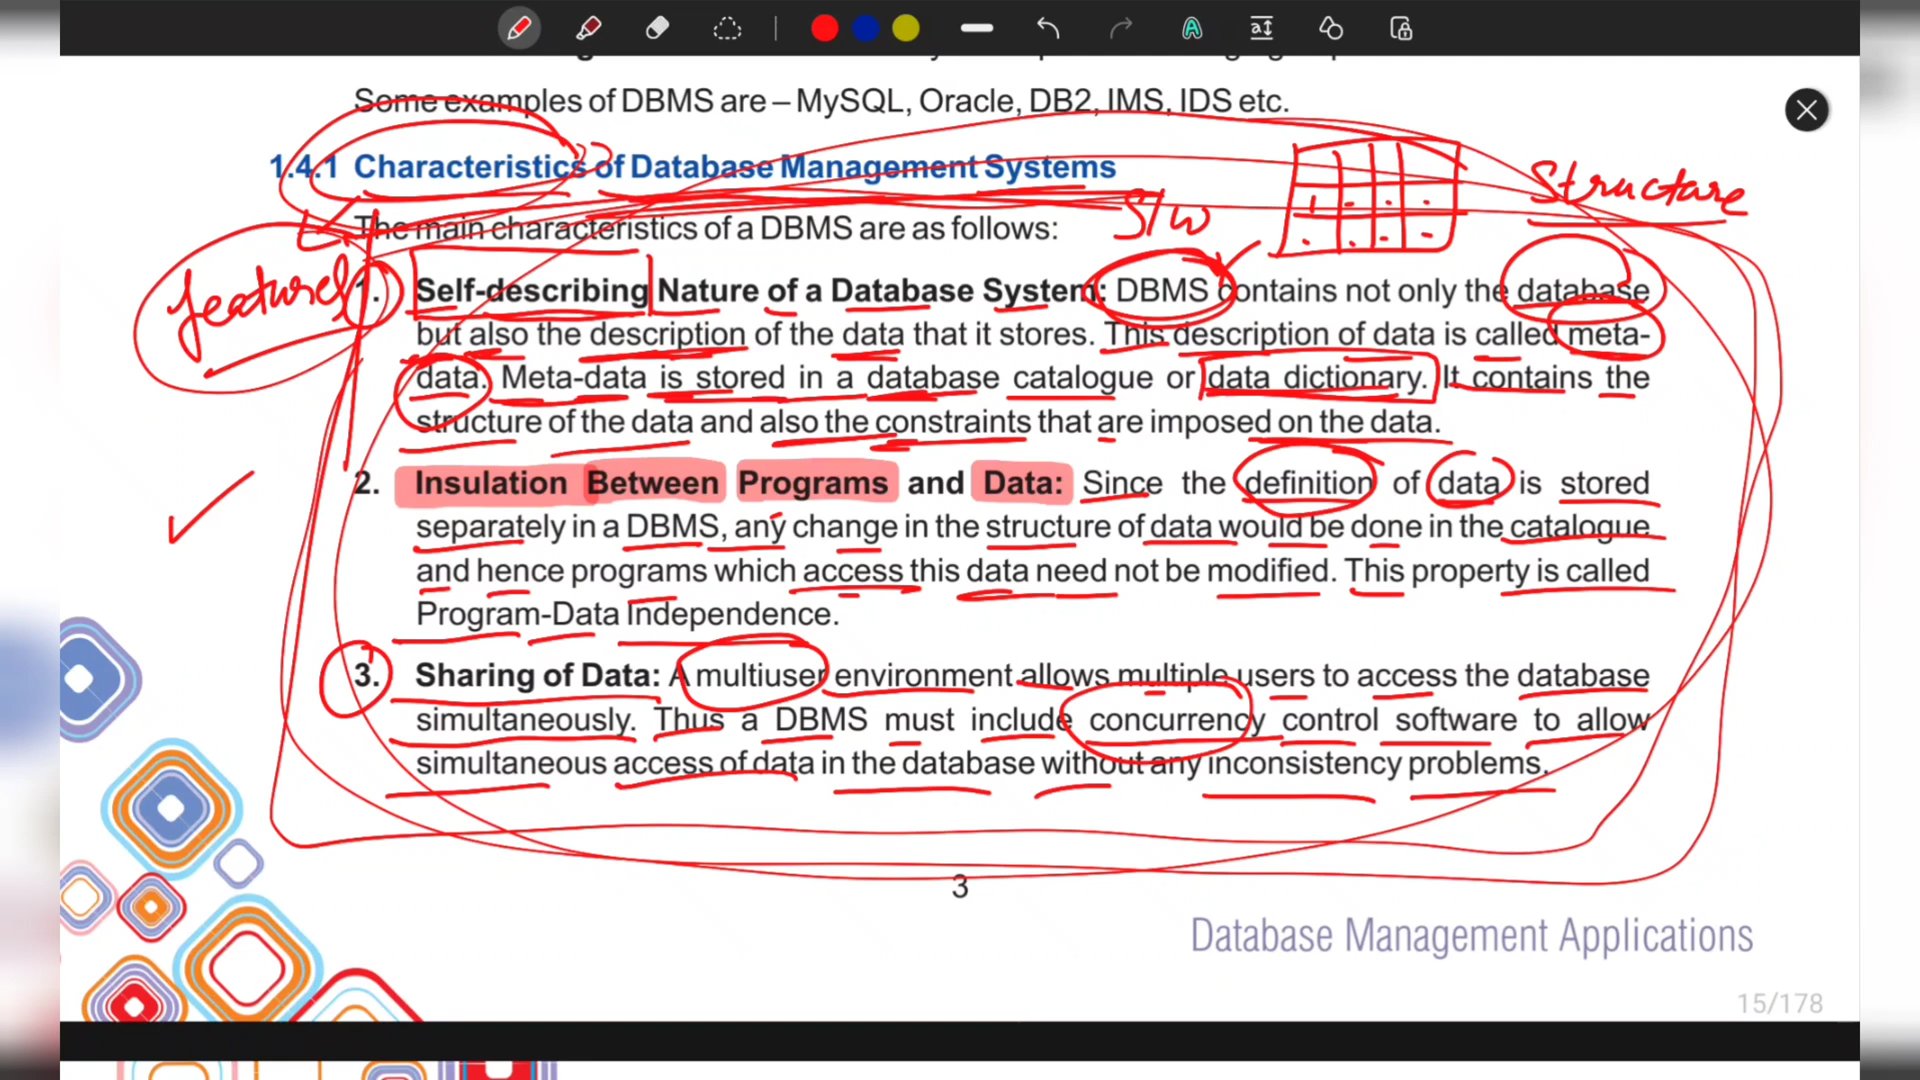 Some examples of DBMS are – MySQL, Oracle, DB2, IMS, IDS etc.
1.4.1 Characteristics of Database Management Systems
Structure
The main characteristics of a DBMS are as follows:
S/W
features
1. Self-describing Nature of a Database System: DBMS contains not only the database
but also the description of the data that it stores. This description of data is called meta-
data. Meta-data is stored in a database catalogue or data dictionary. It contains the
structure of the data and also the constraints that are imposed on the data.
2. Insulation Between Programs and Data: Since the definition of data is stored
separately in a DBMS, any change in the structure of data would be done in the catalogue
and hence programs which access this data need not be modified. This property is called
Program-Data Independence.
3. Sharing of Data: A multiuser environment allows multiple users to access the database
simultaneously. Thus a DBMS must include concurrency control software to allow
simultaneous access of data in the database without any inconsistency problems.
3
Database Management Applications
15/178